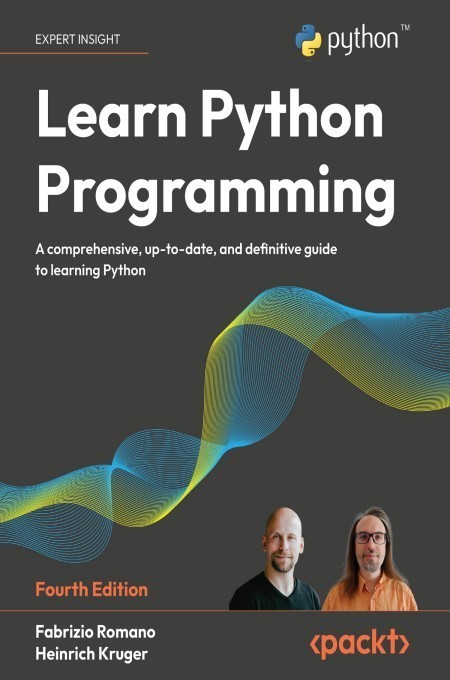 EXPERT INSIGHT
python™
Learn Python
Programming
A comprehensive, up-to-date, and definitive guide
to learning Python
Fourth Edition
Fabrizio Romano
Heinrich Kruger
<packt>